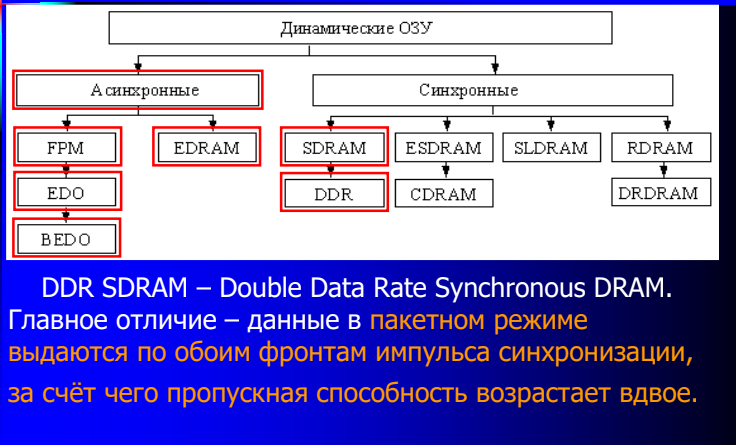 Динамические ОЗУ
Асинхронные Синхронные
FPM EDRAM SDRAM ESDRAM SLDRAM RDRAM
EDO DDR CDRAM DRDRAM
BEDO
DDR SDRAM – Double Data Rate Synchronous DRAM.
Главное отличие – данные в пакетном режиме
выдаются по обоим фронтам импульса синхронизации,
за счёт чего пропускная способность возрастает вдвое.